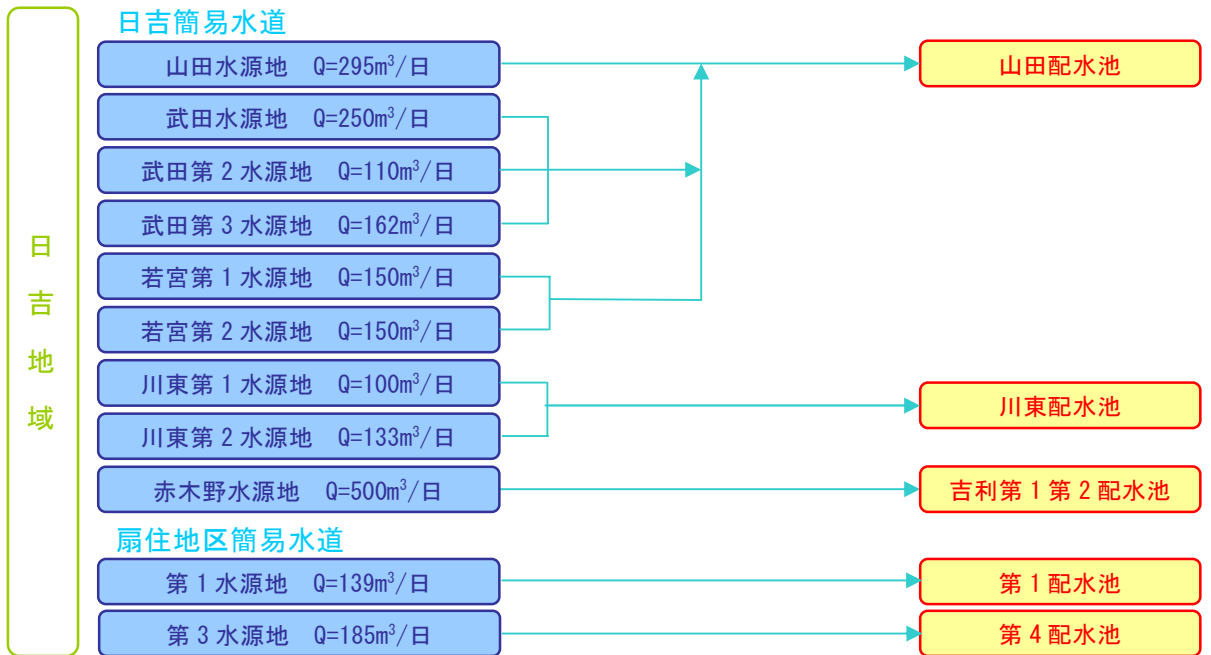 日吉地域
日吉簡易水道
山田水源地 Q=295m³/日
山田配水池
武田水源地 Q=250m³/日
武田第2水源地 Q=110m³/日
武田第3水源地 Q=162m³/日
若宮第1水源地 Q=150m³/日
若宮第2水源地 Q=150m³/日
川東第1水源地 Q=100m³/日
川東配水池
川東第2水源地 Q=133m³/日
赤木野水源地 Q=500m³/日
吉利第1第2配水池
扇住地区簡易水道
第1水源地 Q=139m³/日
第1配水池
第3水源地 Q=185m³/日
第4配水池